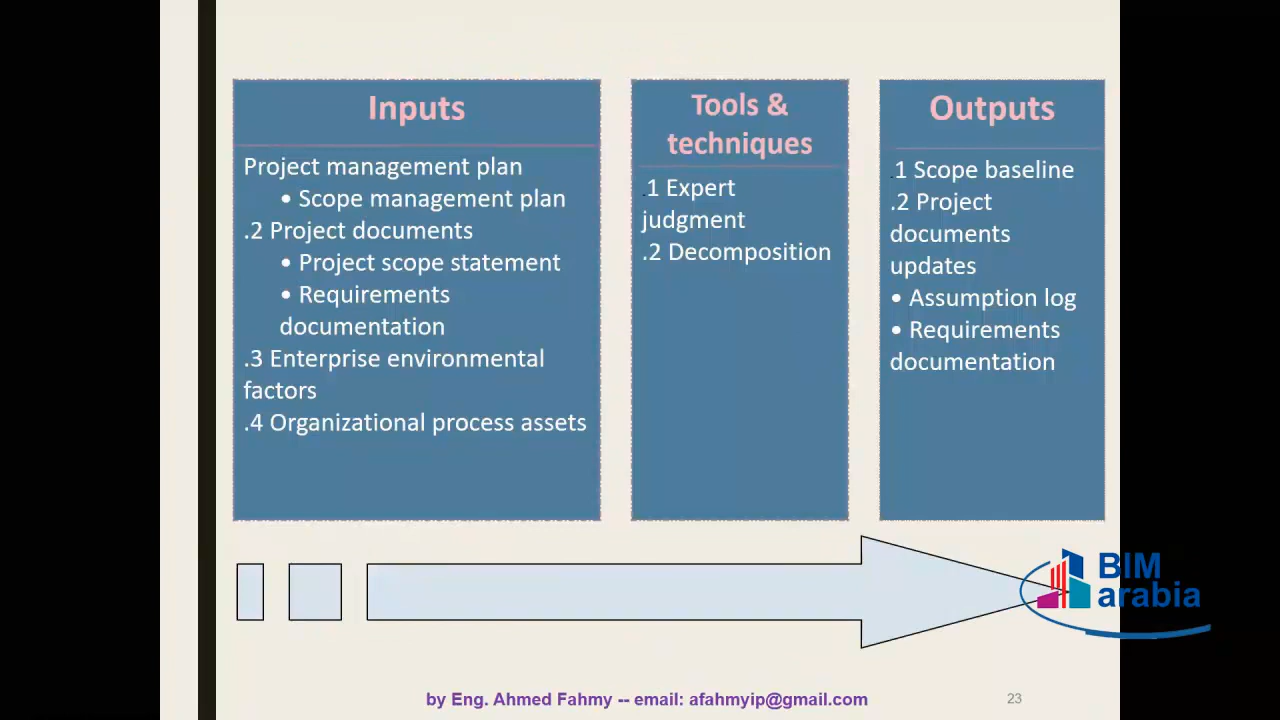 Inputs
Project management plan
• Scope management plan
.2 Project documents
• Project scope statement
• Requirements
documentation
.3 Enterprise environmental
factors
.4 Organizational process assets
Tools &
techniques
.1 Expert
judgment
.2 Decomposition
Outputs
.1 Scope baseline
.2 Project
documents
updates
• Assumption log
• Requirements
documentation
BIM
arabia
by Eng. Ahmed Fahmy -- email: afahmyip@gmail.com
23